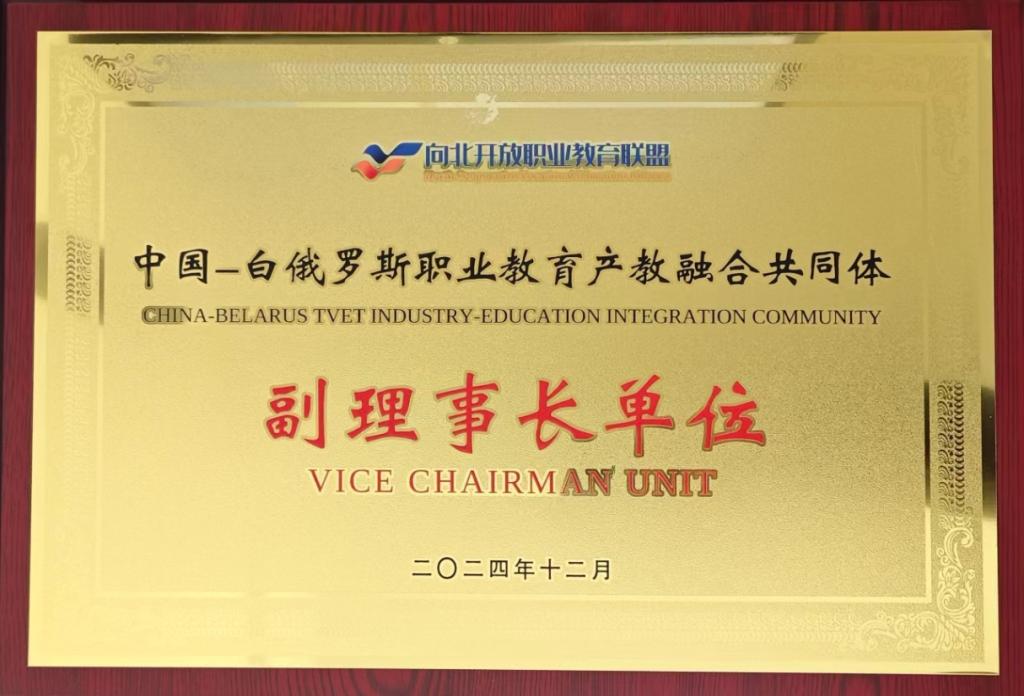 向北开放职业教育联盟
中国—白俄罗斯职业教育产教融合共同体
CHINA-BELARUS TVET INDUSTRY-EDUCATION INTEGRATION COMMUNITY
副理事长单位
VICE CHAIRMAN UNIT
二〇二四年十二月